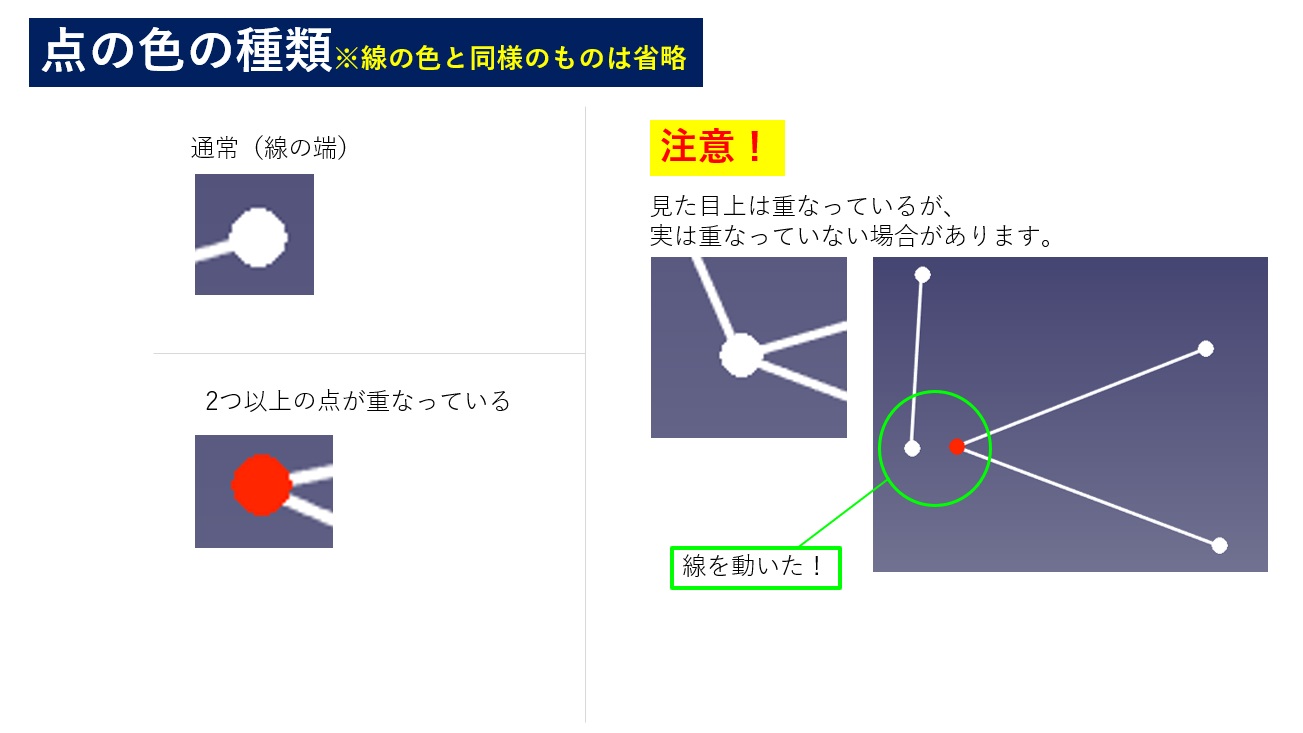 点の色の種類※線の色と同様のものは省略
通常（線の端）
2つ以上の点が重なっている
注意！
見た目上は重なっているが、
実は重なっていない場合があります。
線を動いた！